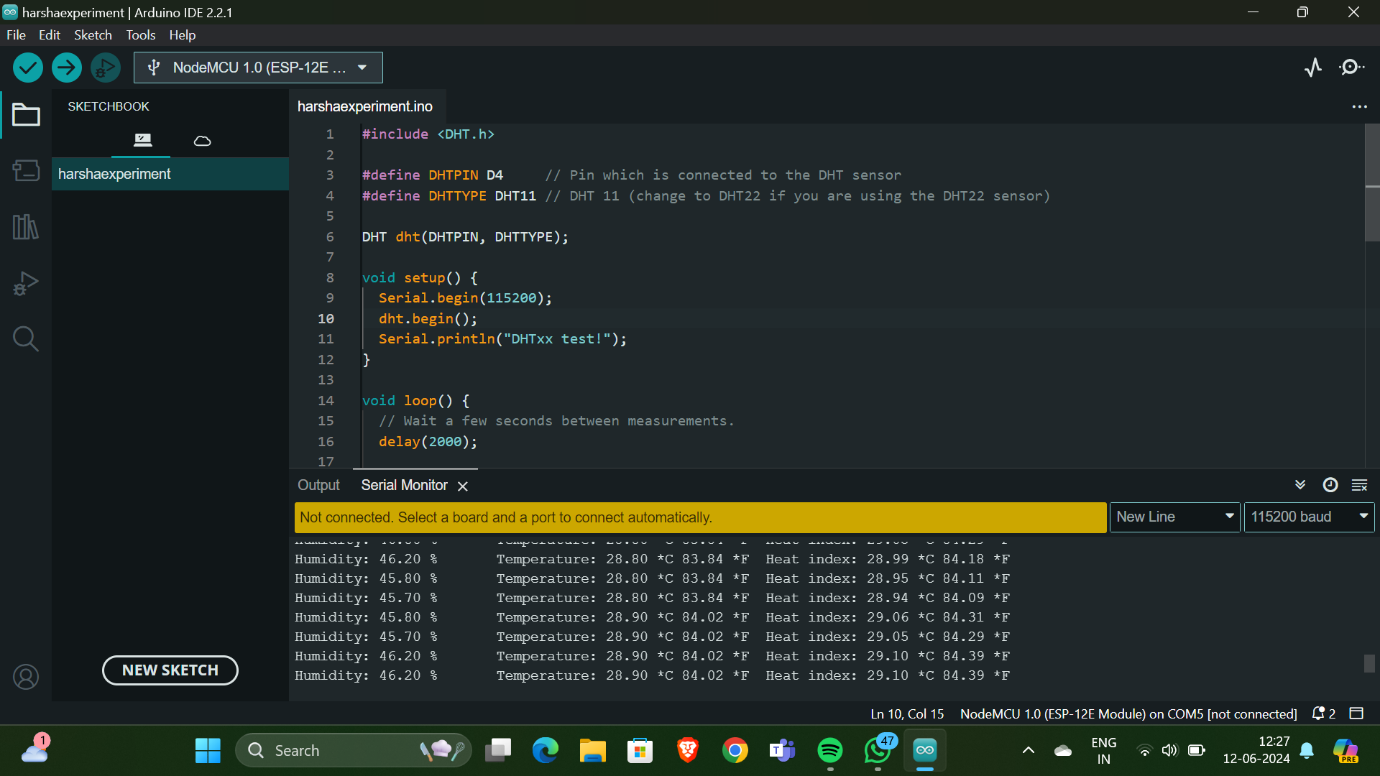 harshaexperiment | Arduino IDE 2.2.1
File Edit Sketch Tools Help
NodeMCU 1.0 (ESP-12E ...
SKETCHBOOK
harshaexperiment
NEW SKETCH
harshaexperiment.ino
1 #include <DHT.h>
2
3 #define DHTPIN D4 // Pin which is connected to the DHT sensor
4 #define DHTTYPE DHT11 // DHT 11 (change to DHT22 if you are using the DHT22 sensor)
5
6 DHT dht(DHTPIN, DHTTYPE);
7
8 void setup() {
9 Serial.begin(115200);
10 dht.begin();
11 Serial.println("DHTxx test!");
12 }
13
14 void loop() {
15 // Wait a few seconds between measurements.
16 delay(2000);
17
Output Serial Monitor
Not connected. Select a board and a port to connect automatically.
New Line 115200 baud
Humidity: 46.20 % Temperature: 28.80 *C 83.84 *F Heat index: 28.99 *C 84.18 *F
Humidity: 45.80 % Temperature: 28.80 *C 83.84 *F Heat index: 28.95 *C 84.11 *F
Humidity: 45.70 % Temperature: 28.80 *C 83.84 *F Heat index: 28.94 *C 84.09 *F
Humidity: 45.80 % Temperature: 28.90 *C 84.02 *F Heat index: 29.06 *C 84.31 *F
Humidity: 45.70 % Temperature: 28.90 *C 84.02 *F Heat index: 29.05 *C 84.29 *F
Humidity: 46.20 % Temperature: 28.90 *C 84.02 *F Heat index: 29.10 *C 84.39 *F
Humidity: 46.20 % Temperature: 28.90 *C 84.02 *F Heat index: 29.10 *C 84.39 *F
Ln 10, Col 15 NodeMCU 1.0 (ESP-12E Module) on COM5 [not connected] 2
1
Search
47
ENG
IN
12:27
12-06-2024
PRE